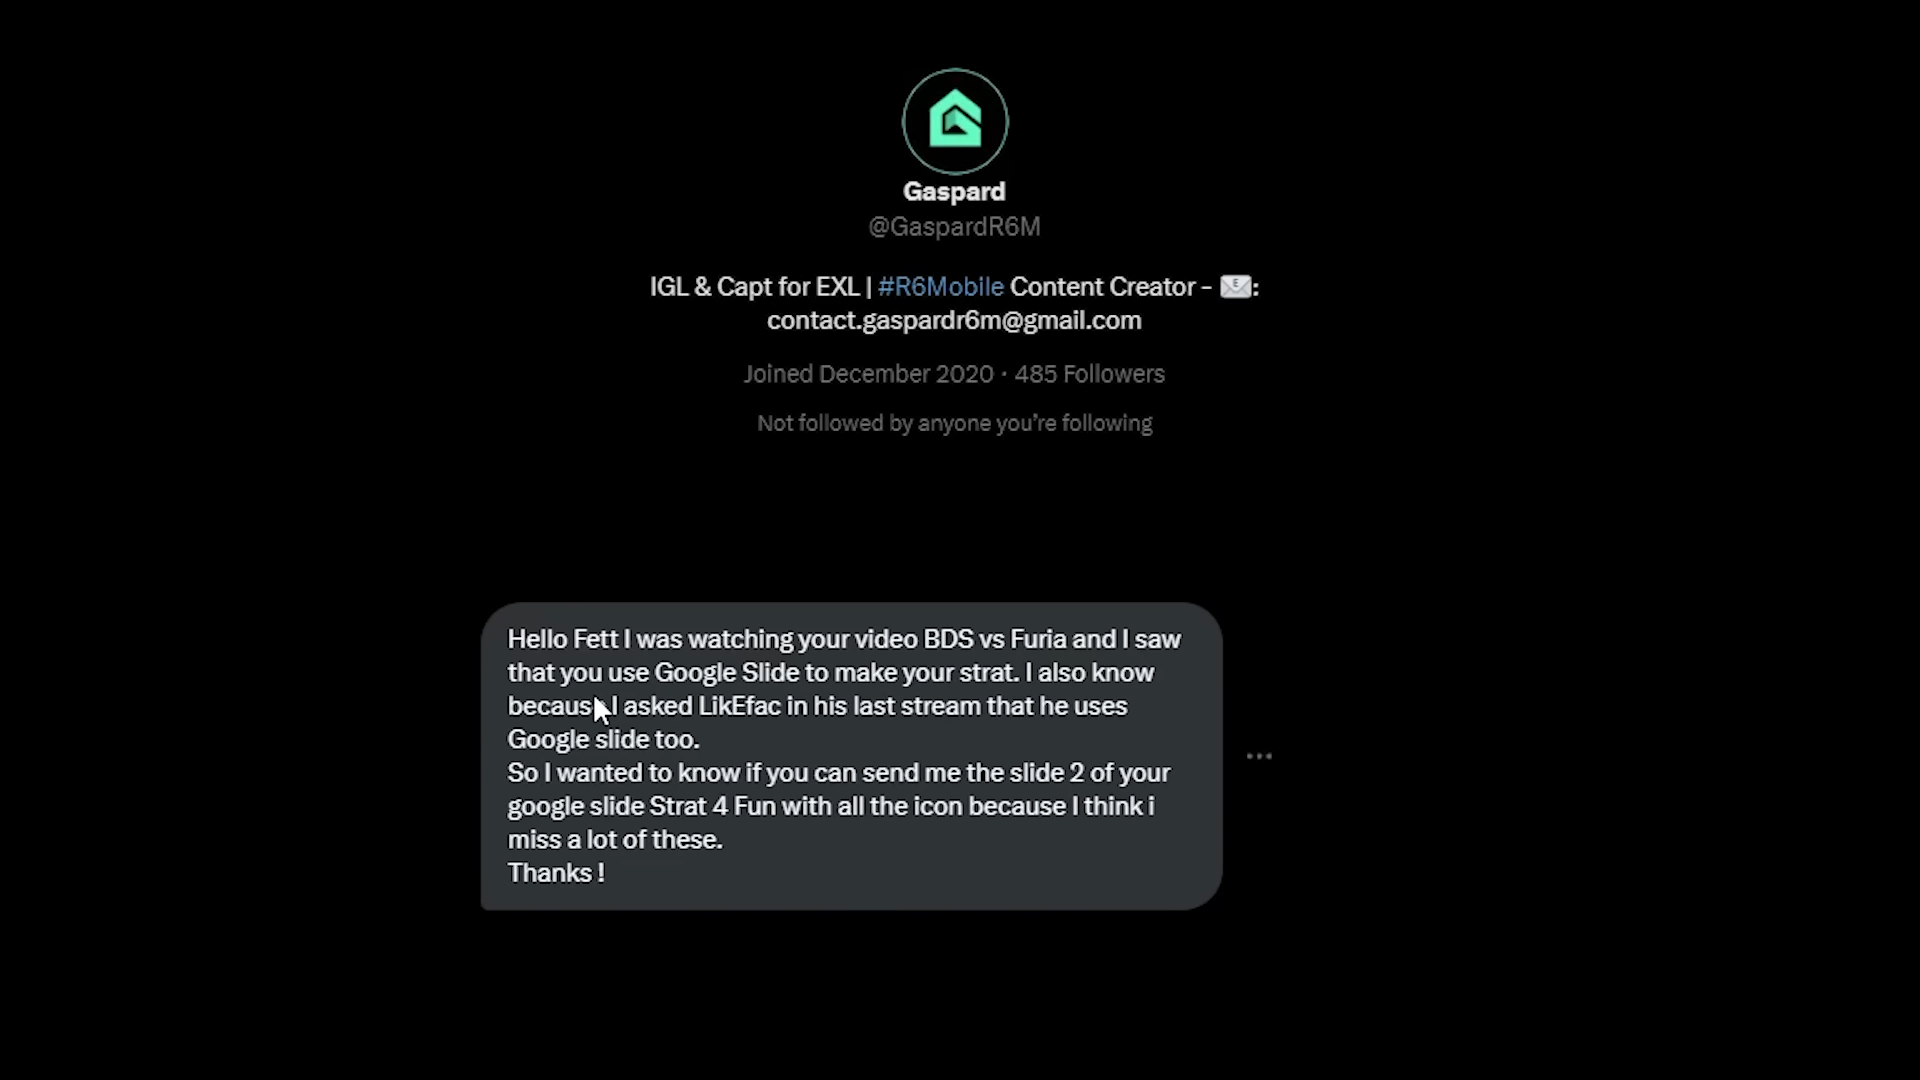 Gaspard
@GaspardR6M
IGL & Capt for EXL | #R6Mobile Content Creator - ✉:
contact.gaspardr6m@gmail.com
Joined December 2020 · 485 Followers
Not followed by anyone you're following
Hello Fett I was watching your video BDS vs Furia and I saw
that you use Google Slide to make your strat. I also know
because I asked LikEfac in his last stream that he uses
Google slide too.
So I wanted to know if you can send me the slide 2 of your
google slide Strat 4 Fun with all the icon because I think i
miss a lot of these.
Thanks !